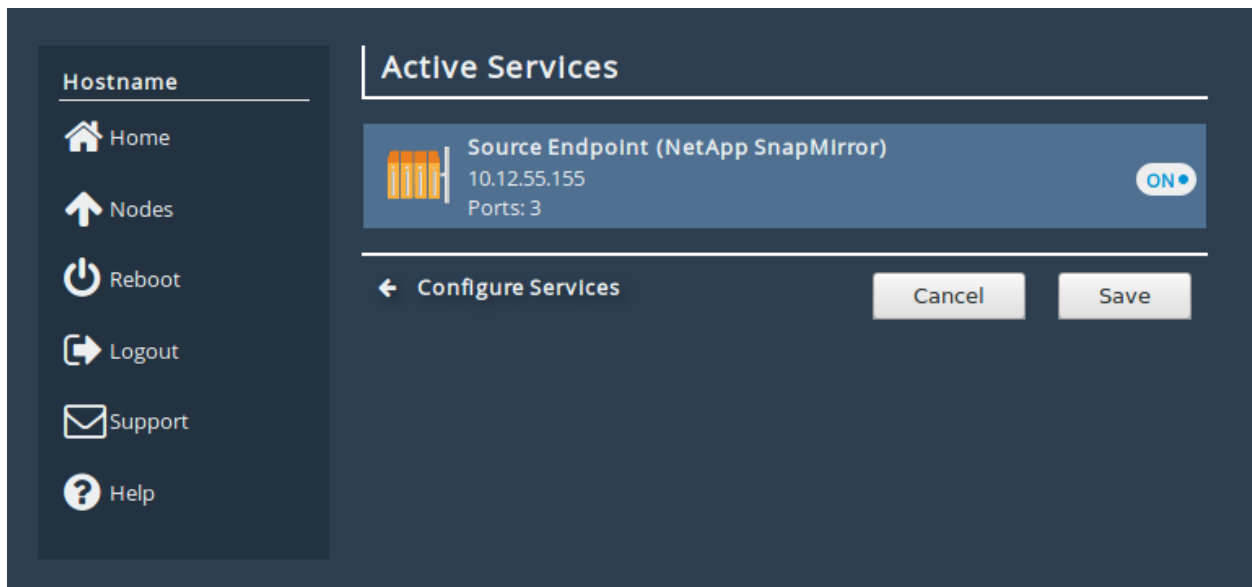 Hostname
Home
Nodes
Reboot
Logout
Support
Help
Active Services
Source Endpoint (NetApp SnapMirror)
10.12.55.155
Ports: 3
ON
Configure Services
Cancel
Save